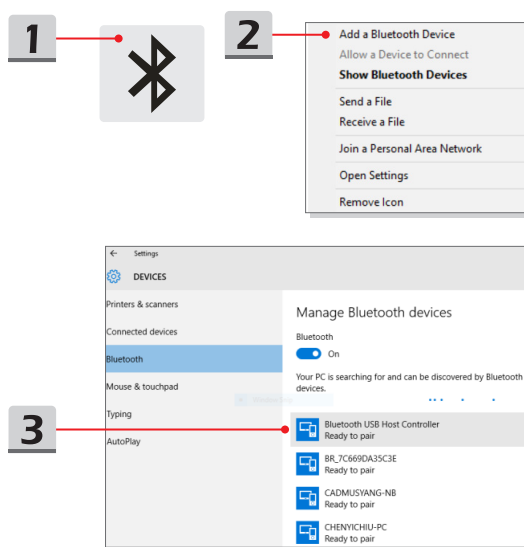 1
2
Add a Bluetooth Device
Allow a Device to Connect
Show Bluetooth Devices
Send a File
Receive a File
Join a Personal Area Network
Open Settings
Remove Icon
← Settings
DEVICES
Printers & scanners
Connected devices
Bluetooth
Mouse & touchpad
Typing
AutoPlay
Manage Bluetooth devices
Bluetooth
On
Your PC is searching for and can be discovered by Bluetooth
devices.
3
Bluetooth USB Host Controller
Ready to pair
BR_7C669DA35C3E
Ready to pair
CADMUSYANG-NB
Ready to pair
CHENYICHIU-PC
Ready to pair